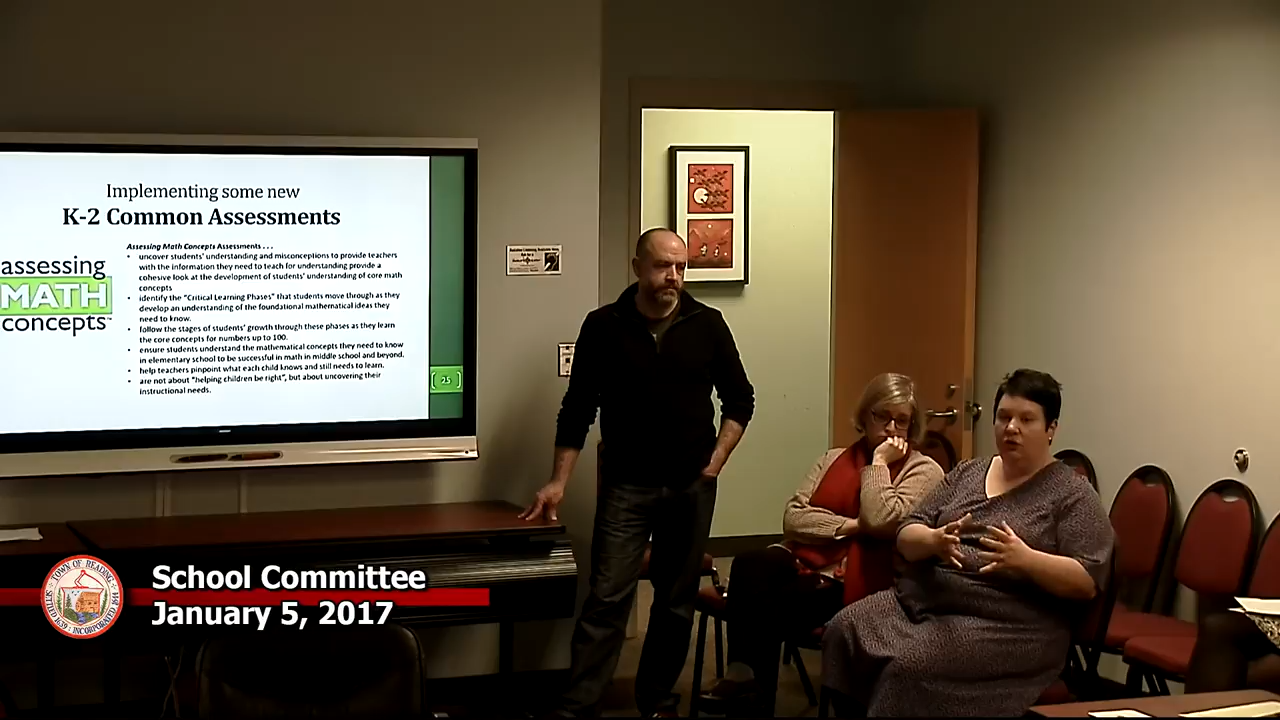 Implementing some new
K-2 Common Assessments
Assessing Math Concepts Assessments . . .
• uncover students' understanding and misconceptions to provide teachers
with the information they need to teach for understanding provide a
cohesive look at the development of students' understanding of core math
concepts
• identify the "Critical Learning Phases" that students move through as they
develop an understanding of the foundational mathematical ideas they
need to know.
• follow the stages of students' growth through these phases as they learn
the core concepts for numbers up to 100.
• ensure students understand the mathematical concepts they need to know
in elementary school to be successful in math in middle school and beyond.
• help teachers pinpoint what each child knows and still needs to learn.
• are not about "helping children be right", but about uncovering their
instructional needs.
assessing
MATH
concepts
25
School Committee
January 5, 2017
TOWN OF READING
INCORPORATED